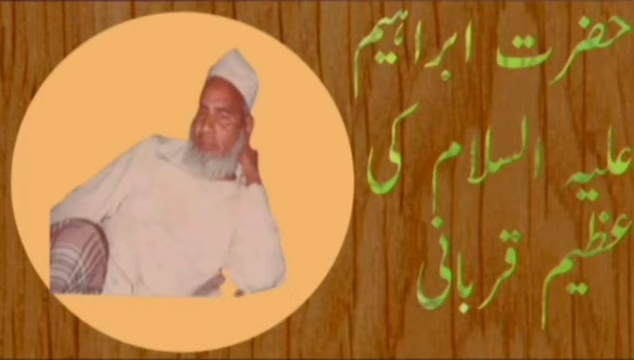 حضرت ابراہیم
علیہ السلام کی
عظیم قربانی